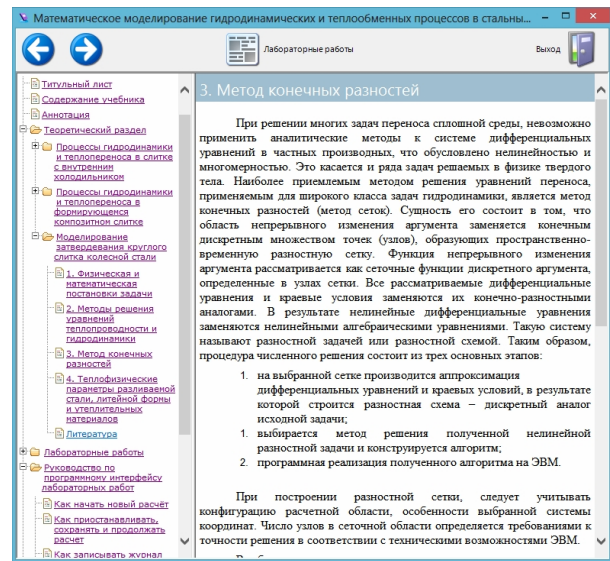 Математическое моделирование гидродинамических и теплообменных процессов в стальны...
Лабораторные работы
Выход
Титульный лист
Содержание учебника
Аннотация
Теоретический раздел
Процессы гидродинамики
и теплопереноса в слитке
с внутренним
холодильником
Процессы гидродинамики
и теплопереноса в
формирующемся
композитном слитке
Моделирование
затвердевания круглого
слитка колесной стали
1. Физическая и
математическая
постановки задачи
2. Методы решения
уравнений
теплопроводности и
гидродинамики
3. Метод конечных
разностей
4. Теплофизические
параметры разливаемой
стали, литейной формы
и утеплительных
материалов
Литература
Лабораторные работы
Руководство по
программному интерфейсу
лабораторных работ
Как начать новый расчёт
Как приостанавливать,
сохранять и продолжать
расчет
Как записывать журнал
3. Метод конечных разностей
При решении многих задач переноса сплошной среды, невозможно
применить аналитические методы к системе дифференциальных
уравнений в частных производных, что обусловлено нелинейностью и
многомерностью. Это касается и ряда задач решаемых в физике твердого
тела. Наиболее приемлемым методом решения уравнений переноса,
применяемым для широкого класса задач гидродинамики, является метод
конечных разностей (метод сеток). Сущность его состоит в том, что
область непрерывного изменения аргумента заменяется конечным
дискретным множеством точек (узлов), образующих пространственно-
временную разностную сетку. Функция непрерывного изменения
аргумента рассматривается как сеточные функции дискретного аргумента,
определенные в узлах сетки. Все рассматриваемые дифференциальные
уравнения и краевые условия заменяются их конечно-разностными
аналогами. В результате нелинейные дифференциальные уравнения
заменяются нелинейными алгебраическими уравнениями. Такую систему
называют разностной задачей или разностной схемой. Таким образом,
процедура численного решения состоит из трех основных этапов:
1. на выбранной сетке производится аппроксимация
дифференциальных уравнений и краевых условий, в результате
которой строится разностная схема – дискретный аналог
исходной задачи;
1. выбирается метод решения полученной нелинейной
разностной задачи и конструируется алгоритм;
2. программная реализация полученного алгоритма на ЭВМ.
При построении разностной сетки, следует учитывать
конфигурацию расчетной области, особенности выбранной системы
координат. Число узлов в сеточной области определяется требованиями к
точности решения в соответствии с техническими возможностями ЭВМ.